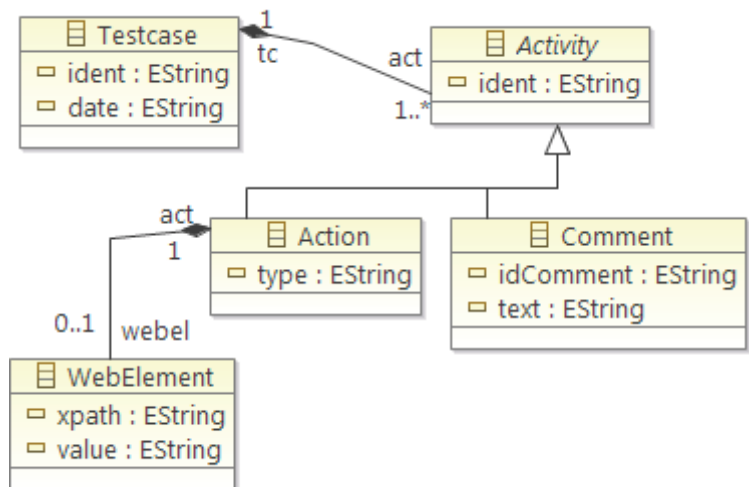 Testcase
ident : EString
date : EString
1
tc
act
1..*
Activity
ident : EString
act
1
Action
type : EString
Comment
idComment : EString
text : EString
0..1
webel
WebElement
xpath : EString
value : EString